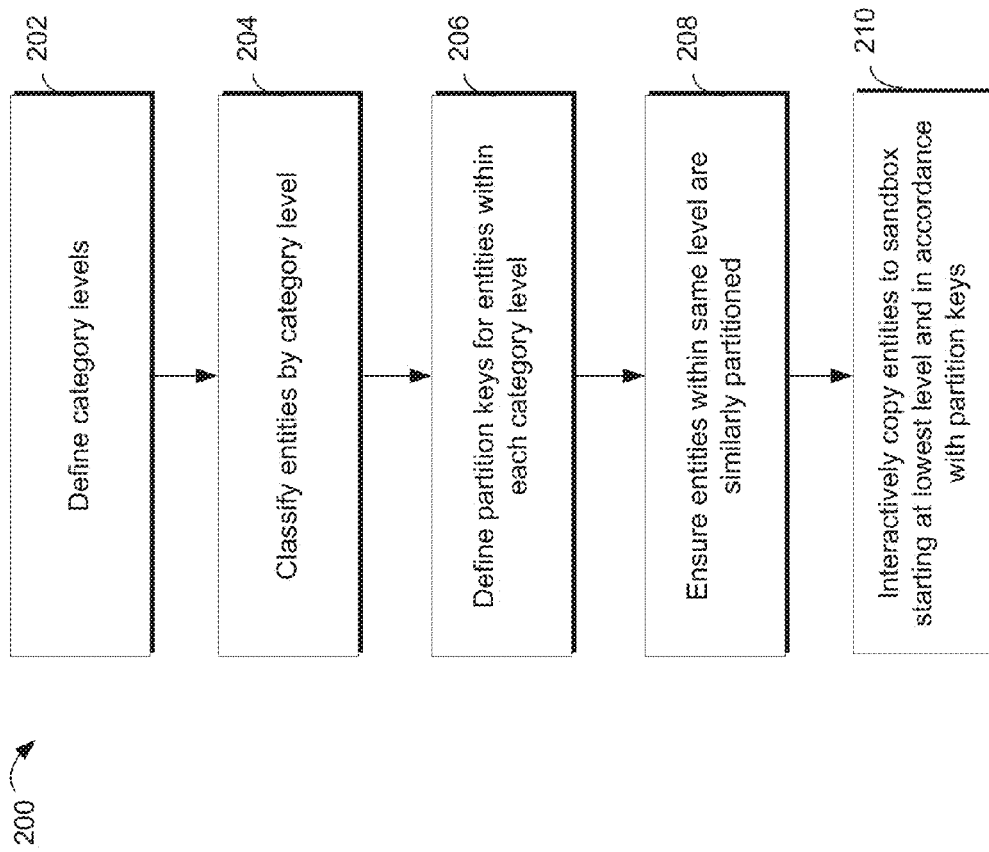 200
202
Define category levels
204
Classify entities by category level
206
Define partition keys for entities within
each category level
208
Ensure entities within same level are
similarly partitioned
210
Interactively copy entities to sandbox
starting at lowest level and in accordance
with partition keys